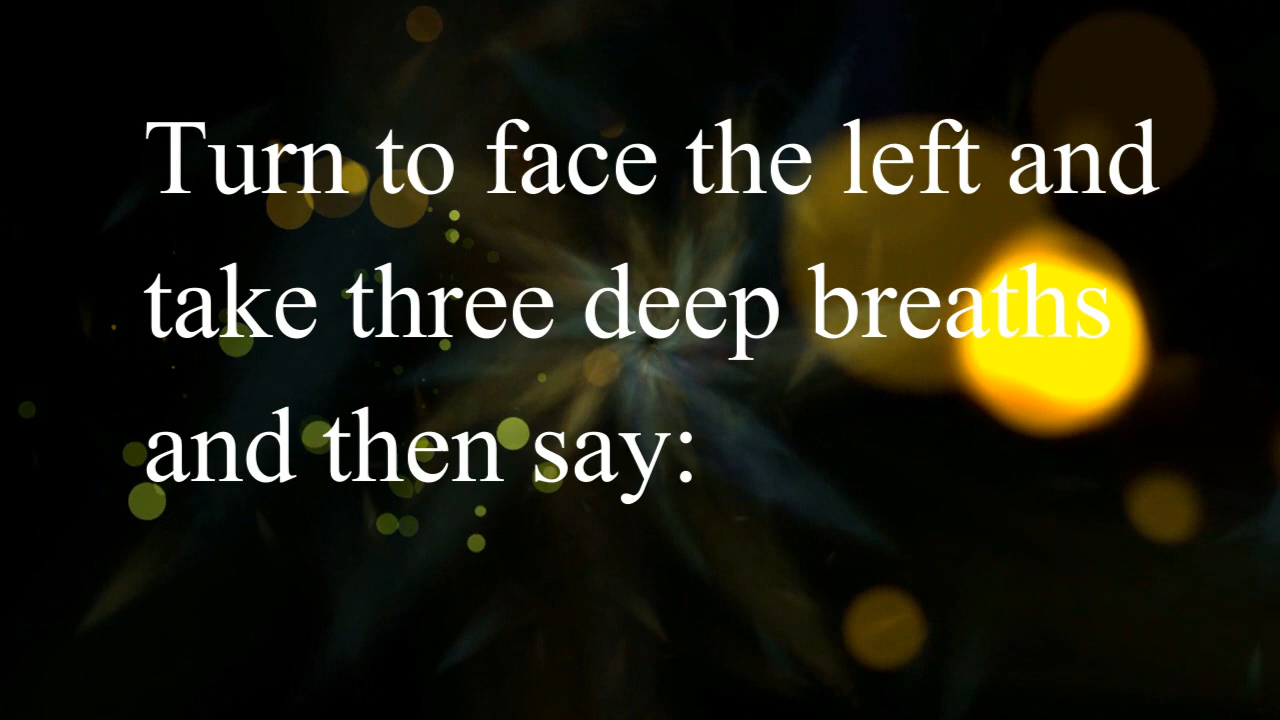 Turn to face the left and
take three deep breaths
and then say: